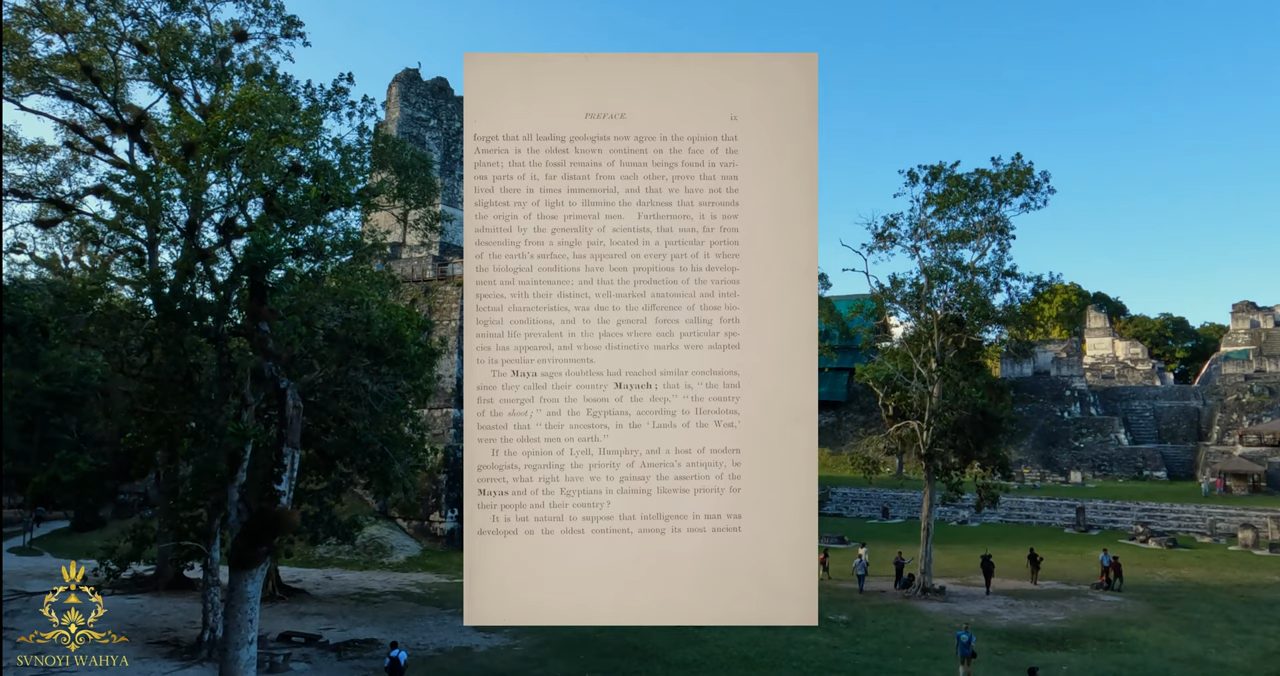 PREFACE. ix
forget that all leading geologists now agree in the opinion that
America is the oldest known continent on the face of the
planet; that the fossil remains of human beings found in vari-
ous parts of it, far distant from each other, prove that man
lived there in times immemorial, and that we have not the
slightest ray of light to illumine the darkness that surrounds
the origin of those primeval men. Furthermore, it is now
admitted by the generality of scientists, that man, far from
descending from a single pair, located in a particular portion
of the earth's surface, has appeared on every part of it where
the biological conditions have been propitious to his develop-
ment and maintenance; and that the production of the various
species, with their distinct, well-marked anatomical and intel-
lectual characteristics, was due to the difference of those bio-
logical conditions, and to the general forces calling forth
animal life prevalent in the places where each particular spe-
cies has appeared, and whose distinctive marks were adapted
to its peculiar environments.
The Maya sages doubtless had reached similar conclusions,
since they called their country Mayach; that is, "the land
first emerged from the bosom of the deep," "the country
of the shoot;" and the Egyptians, according to Herodotus,
boasted that "their ancestors, in the 'Lands of the West,'
were the oldest men on earth."
If the opinion of Lyell, Humphry, and a host of modern
geologists, regarding the priority of America's antiquity, be
correct, what right have we to gainsay the assertion of the
Mayas and of the Egyptians in claiming likewise priority for
their people and their country?
It is but natural to suppose that intelligence in man was
developed on the oldest continent, among its most ancient
SVNOYI WAHYA